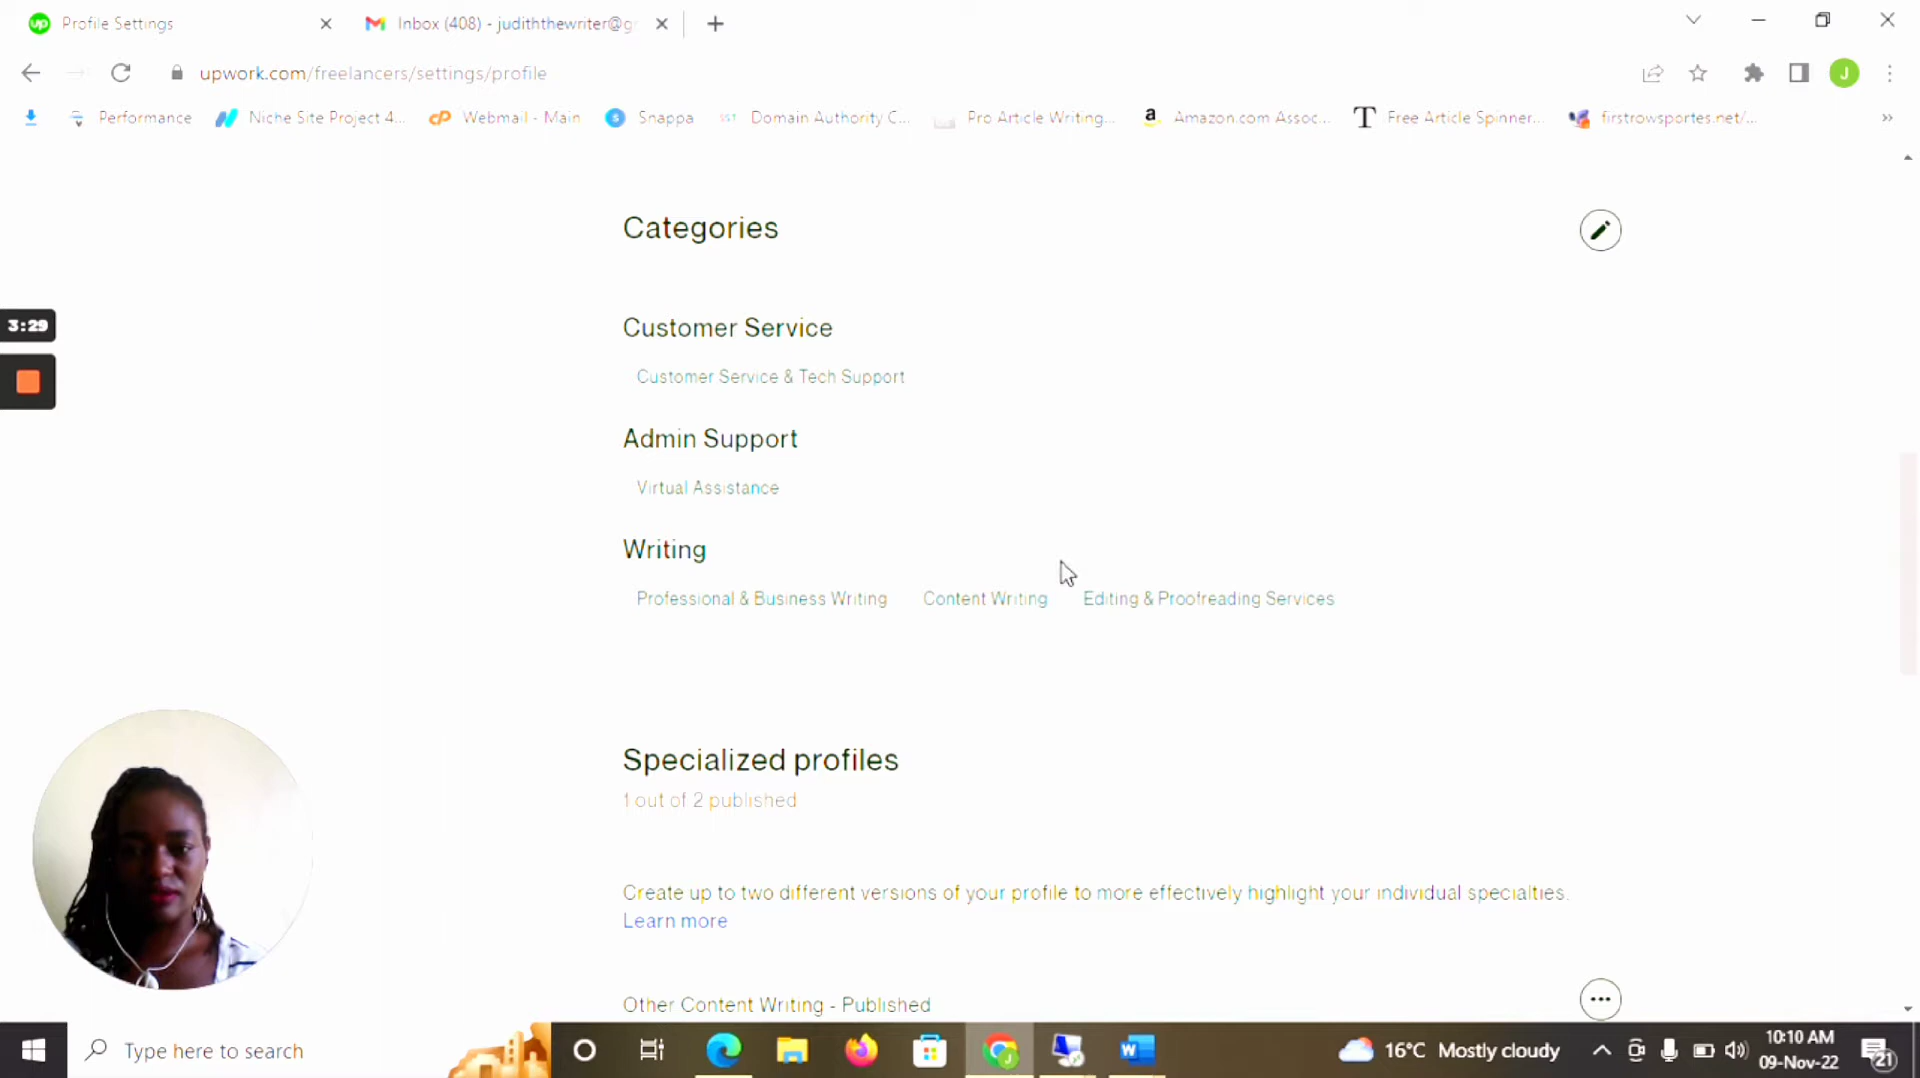 up Profile Settings
Inbox (408) - judiththewriter@g
upwork.com/freelancers/settings/profile
J
Performance
Niche Site Project 4...
cP Webmail - Main
S Snappa
Domain Authority C...
Pro Article Writing...
a Amazon.com Assoc...
T Free Article Spinner...
firstrowsportes.net/...
»
Categories
3:29
Customer Service
Customer Service & Tech Support
Admin Support
Virtual Assistance
Writing
Professional & Business Writing
Content Writing
Editing & Proofreading Services
Specialized profiles
1 out of 2 published
Create up to two different versions of your profile to more effectively highlight your individual specialties.
Learn more
Other Content Writing - Published
Type here to search
W
16°C Mostly cloudy
10:10 AM
09-Nov-22
21